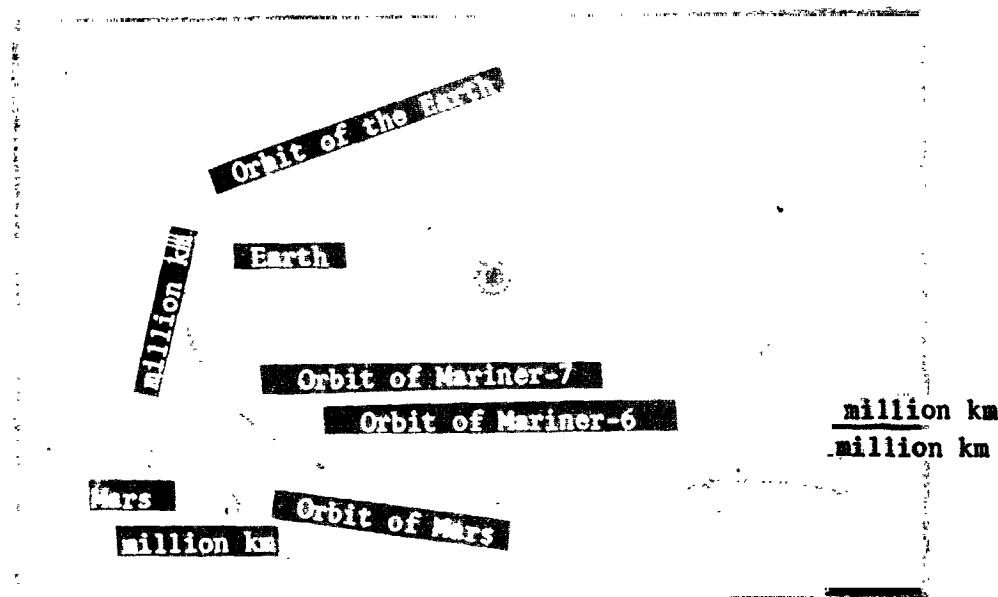 Orbit of the Earth
million km
Earth
Orbit of Mariner-7
Orbit of Mariner-6
million km
million km
Mars
Orbit of Mars
million km